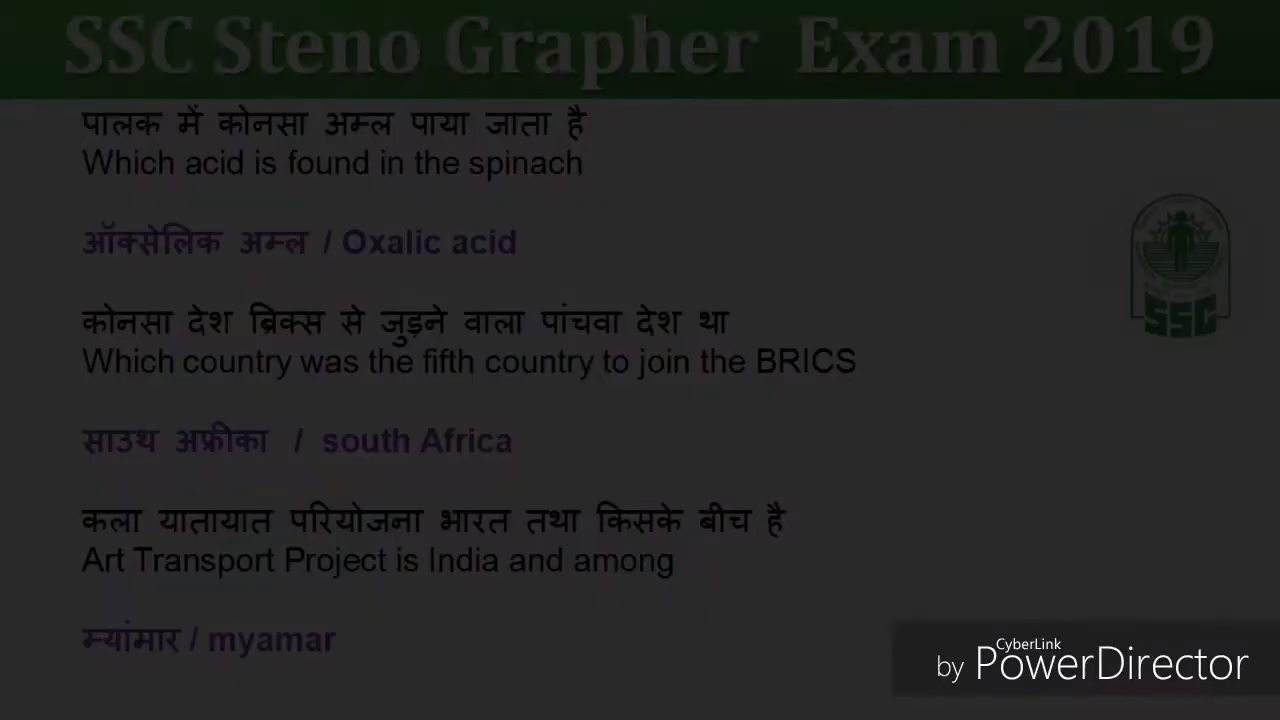 SSC Steno Grapher Exam 2019
पालक में कोनसा अम्ल पाया जाता है
Which acid is found in the spinach
ऑक्सेलिक अम्ल / Oxalic acid
कोनसा देश ब्रिक्स से जुड़ने वाला पांचवा देश था
Which country was the fifth country to join the BRICS
साउथ अफ्रीका / south Africa
कला यातायात परियोजना भारत तथा किसके बीच है
Art Transport Project is India and among
म्यांमार / myamar
SSC
CyberLink
by PowerDirector